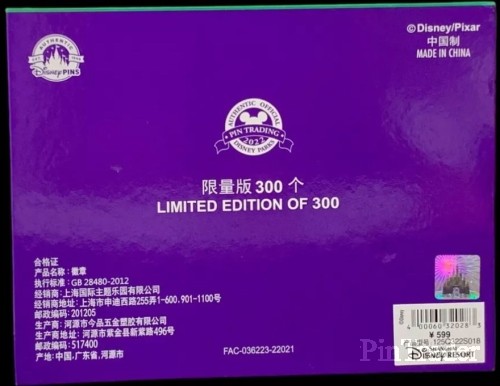 ©Disney/Pixar
中国制
MADE IN CHINA
AUTHENTIC
Disney PINS
AUTHENTIC OFFICIAL
PIN TRADING
2022
DISNEY PARKS
限量版 300 个
LIMITED EDITION OF 300
合格证
产品名称: 徽章
执行标准: GB 28480-2012
经销商: 上海国际主题乐园有限公司
经销商地址: 上海市申迪西路255弄1-600. 901-1100号
邮政编码: 201205
生产商: 河源市今品五金塑胶有限公司
生产商地址: 河源市紫金县新紫路496号
邮政编码: 517400
产地: 中国. 广东省. 河源市
FAC-036223-22021
4 00060 32028 3
¥ 599
DISNEY RESORT